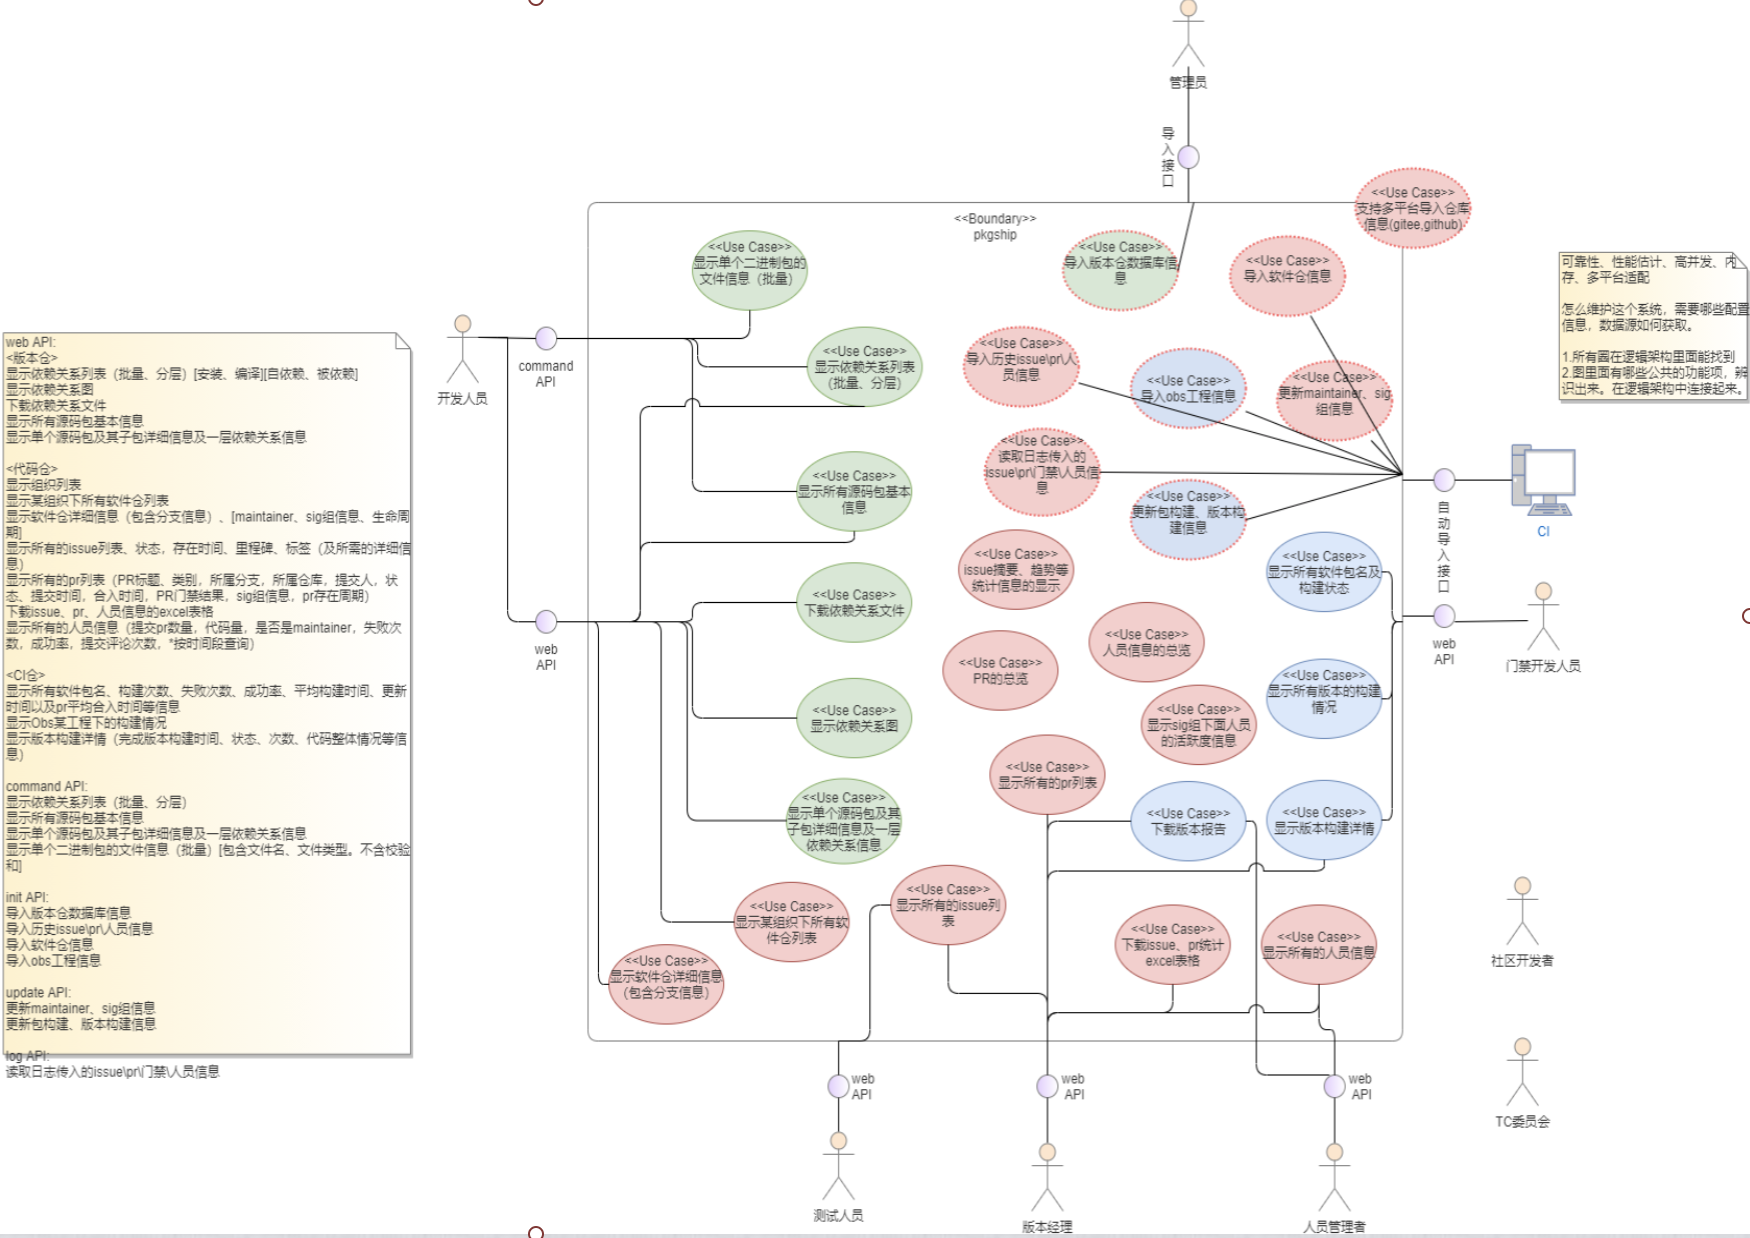 管理员
导
入
接
口
<<Boundary>>
pkgship
<<Use Case>>
支持多平台导入仓库
信息(gitee,github)
<<Use Case>>
显示单个二进制包的
文件信息（批量）
<<Use Case>>
导入版本仓数据库信
息
<<Use Case>>
导入软件仓信息
可靠性、性能估计、高并发、内
存、多平台适配
怎么维护这个系统，需要哪些配置
信息，数据源如何获取。
1.所有圈在逻辑架构里面能找到
2.图里面有哪些公共的功能项，辨
识出来。在逻辑架构中连接起来。
开发人员
command
API
<<Use Case>>
显示依赖关系列表
（批量、分层）
<<Use Case>>
导入历史issue\pr\人
员信息
<<Use Case>>
导入obs工程信息
<<Use Case>>
更新maintainer、sig
组信息
<<Use Case>>
显示所有源码包基本
信息
<<Use Case>>
读取日志传入的
issue\pr\门禁\人员信
息
<<Use Case>>
更新包构建、版本构
建信息
自
动
导
入
接
口
CI
<<Use Case>>
issue摘要、趋势等
统计信息的显示
<<Use Case>>
显示所有软件包名及
构建状态
<<Use Case>>
下载依赖关系文件
web
API
<<Use Case>>
人员信息的总览
<<Use Case>>
PR的总览
web
API
门禁开发人员
<<Use Case>>
显示所有版本的构建
情况
<<Use Case>>
显示依赖关系图
<<Use Case>>
显示sig组下面人员
的活跃度信息
<<Use Case>>
显示所有的pr列表
<<Use Case>>
显示单个源码包及其
子包详细信息及一层
依赖关系信息
<<Use Case>>
下载版本报告
<<Use Case>>
显示版本构建详情
<<Use Case>>
显示某组织下所有软
件仓列表
<<Use Case>>
显示所有的issue列
表
<<Use Case>>
下载issue、pr统计
excel表格
<<Use Case>>
显示所有的人员信息
<<Use Case>>
显示软件仓详细信息
（包含分支信息）
社区开发者
TC委员会
web
API
测试人员
web
API
版本经理
web
API
人员管理者
web API:
<版本仓>
显示依赖关系列表（批量、分层）[安装、编译][自依赖、被依赖]
显示依赖关系图
下载依赖关系文件
显示所有源码包基本信息
显示单个源码包及其子包详细信息及一层依赖关系信息
<代码仓>
显示组织列表
显示某组织下所有软件仓列表
显示软件仓详细信息（包含分支信息）、[maintainer、sig组信息、生命周
期]
显示所有的issue列表、状态，存在时间、里程碑、标签（及所需的详细信
息）
显示所有的pr列表（PR标题、类别，所属分支，所属仓库，提交人，状
态、提交时间，合入时间，PR门禁结果，sig组信息，pr存在周期）
下载issue、pr、人员信息的excel表格
显示所有的人员信息（提交pr数量，代码量，是否是maintainer，失败次
数，成功率，提交评论次数，*按时间段查询）
<CI仓>
显示所有软件包名、构建次数、失败次数、成功率、平均构建时间、更新
时间以及pr平均合入时间等信息
显示Obs某工程下的构建情况
显示版本构建详情（完成版本构建时间、状态、次数、代码整体情况等信
息）
command API:
显示依赖关系列表（批量、分层）
显示所有源码包基本信息
显示单个源码包及其子包详细信息及一层依赖关系信息
显示单个二进制包的文件信息（批量）[包含文件名、文件类型。不含校验
和]
init API:
导入版本仓数据库信息
导入历史issue\pr\人员信息
导入软件仓信息
导入obs工程信息
update API:
更新maintainer、sig组信息
更新包构建、版本构建信息
log API:
读取日志传入的issue\pr\门禁\人员信息